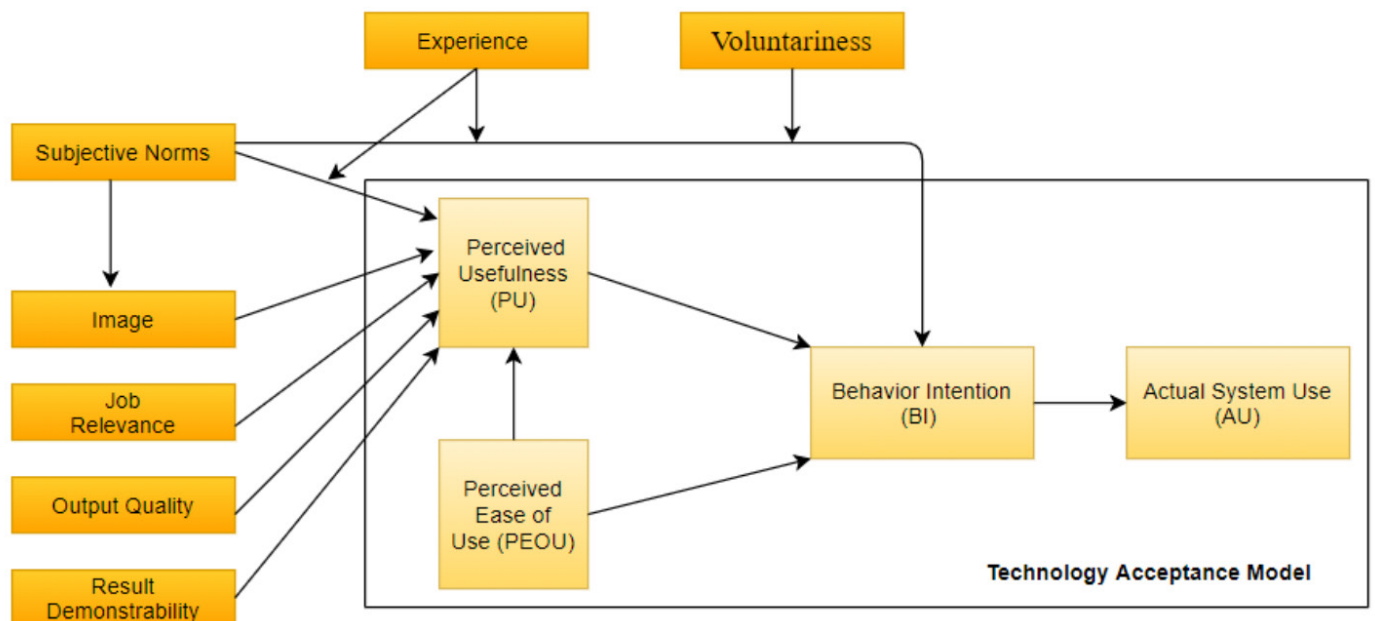 Experience
Voluntariness
Subjective Norms
Perceived
Usefulness
(PU)
Image
Behavior Intention
(BI)
Actual System Use
(AU)
Job
Relevance
Output Quality
Perceived
Ease of
Use (PEOU)
Result
Demonstrability
Technology Acceptance Model